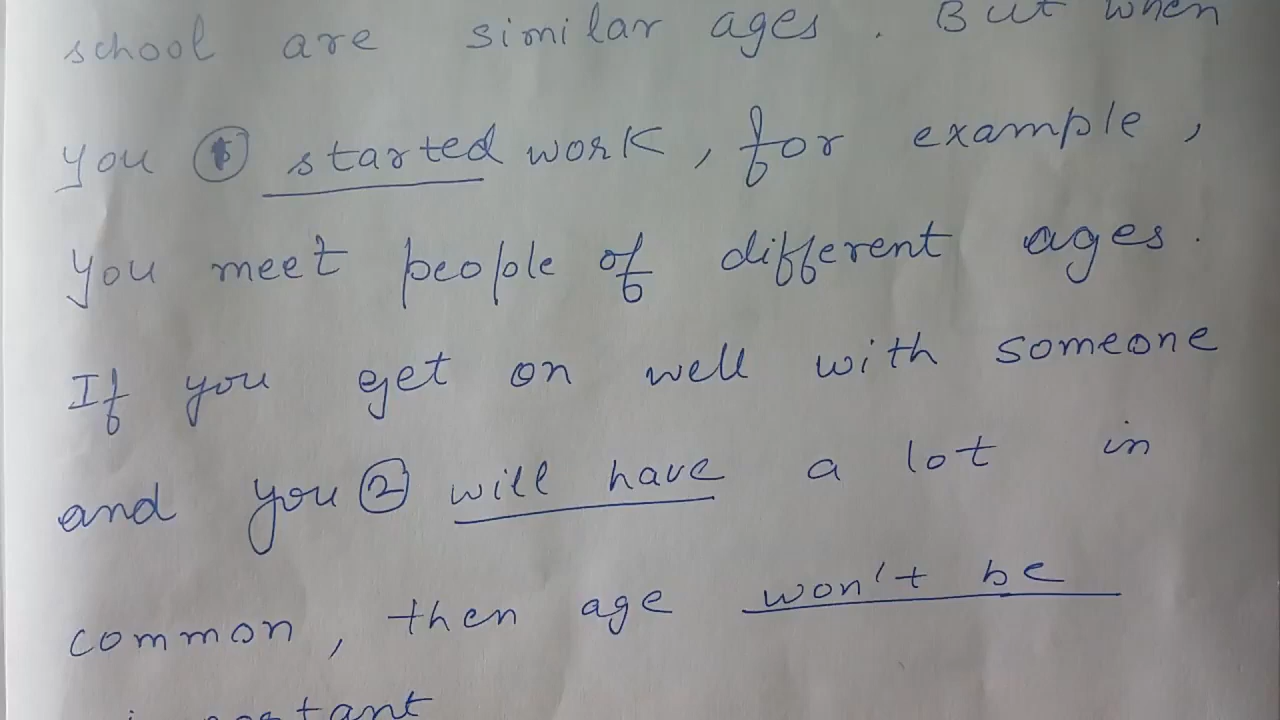 school are similar ages. But when
you ① started work, for example,
you meet people of different ages.
If you get on well with someone
and you ② will have a lot in
common, then age won't be